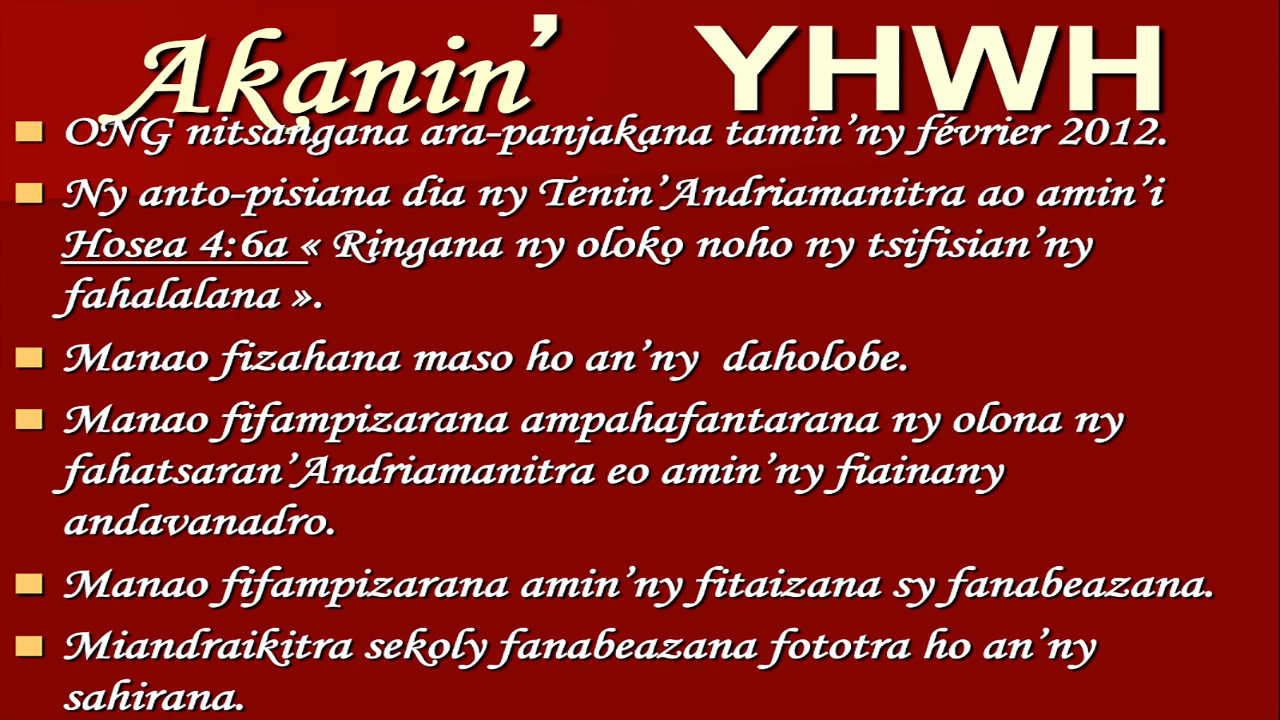 Akanin’ YHWH
ONG nitsangana ara-panjakana tamin’ny février 2012.
Ny anto-pisiana dia ny Tenin’Andriamanitra ao amin’i
Hosea 4:6a « Ringana ny oloko noho ny tsifisian’ny
fahalalana ».
Manao fizahana maso ho an’ny daholobe.
Manao fifampizarana ampahafantarana ny olona ny
fahatsaran’Andriamanitra eo amin’ny fiainany
andavanadro.
Manao fifampizarana amin’ny fitaizana sy fanabeazana.
Miandraikitra sekoly fanabeazana fototra ho an’ny
sahirana.